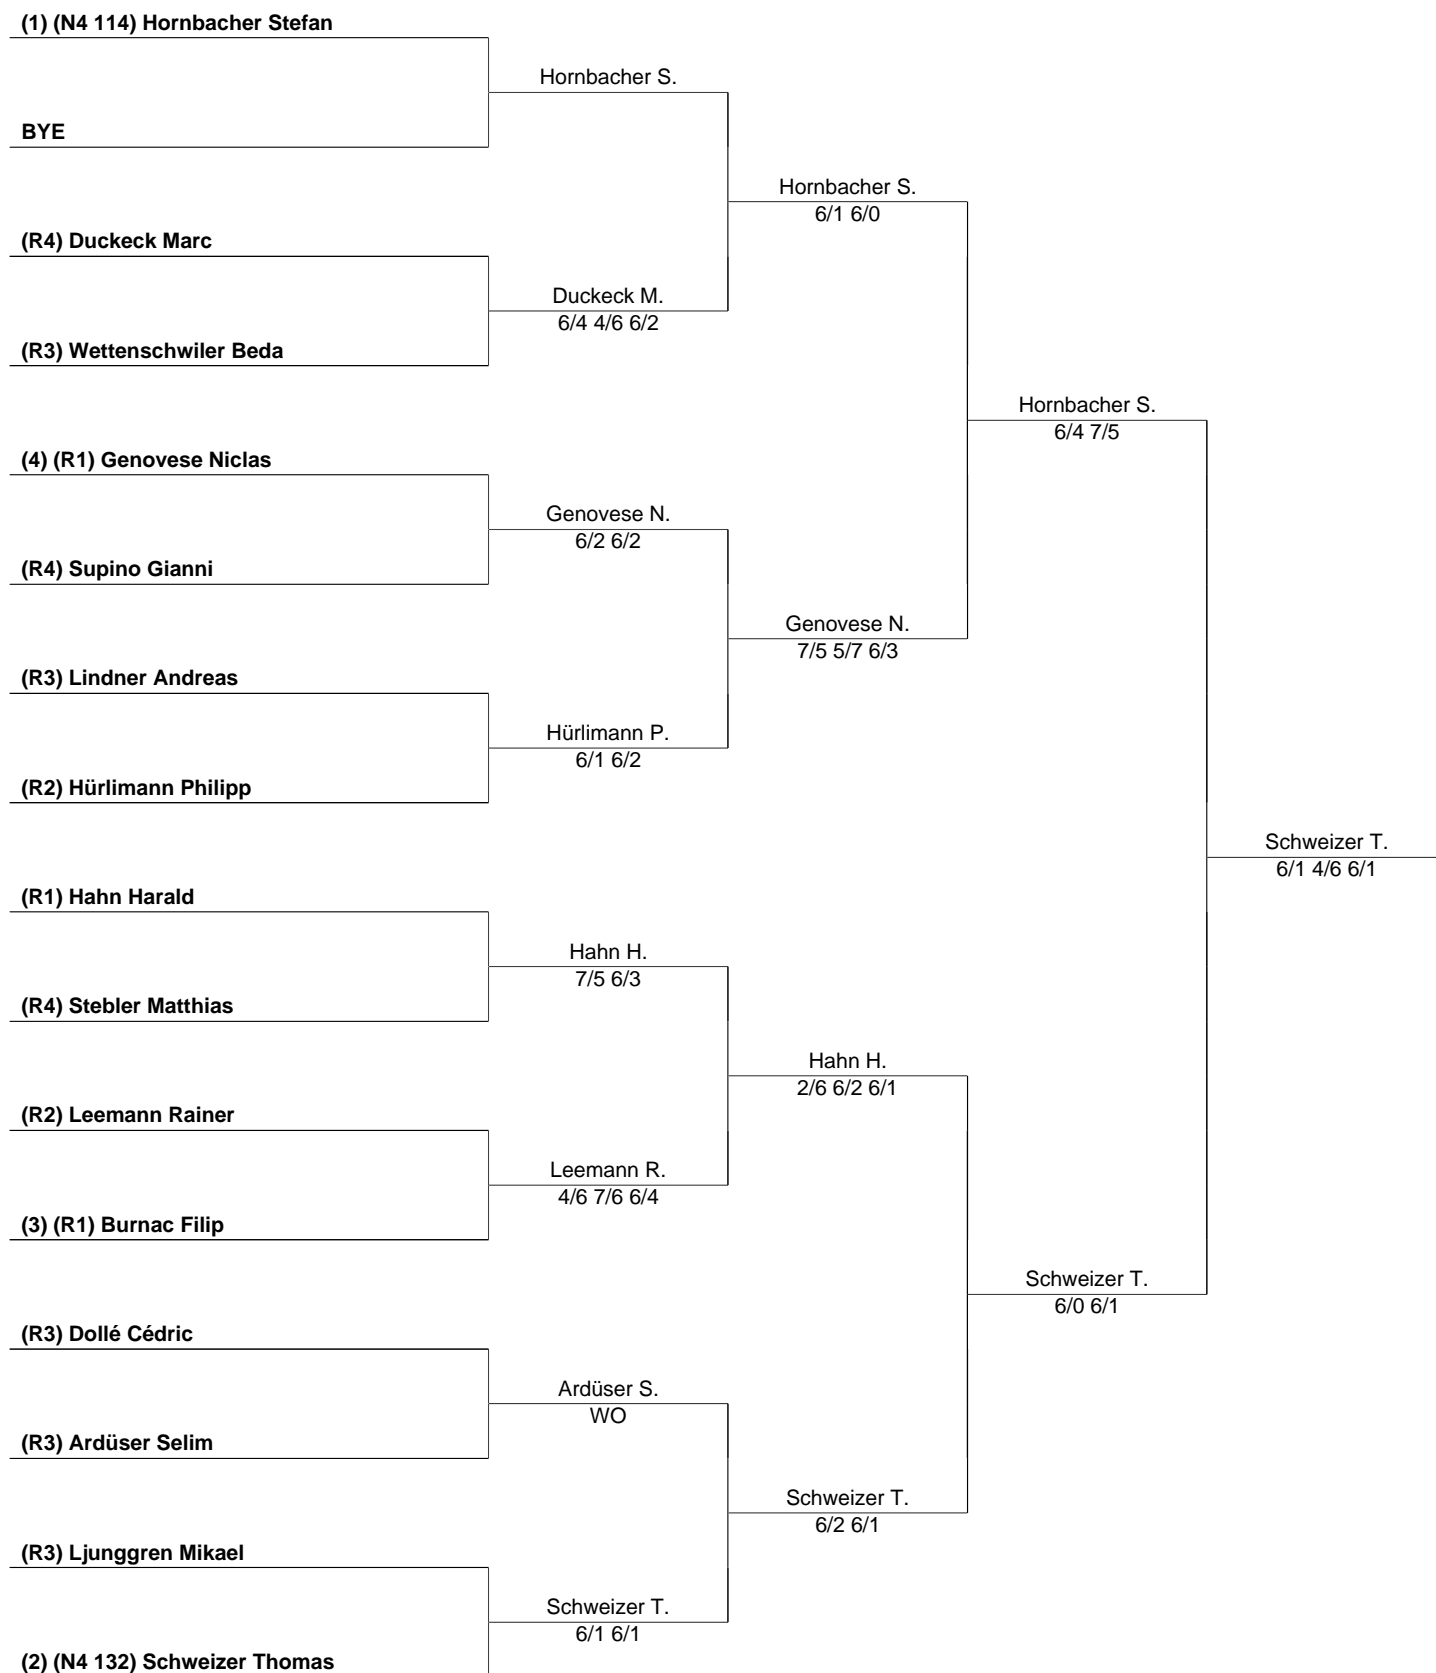 (1) (N4 114) Hornbacher Stefan
Hornbacher S.
BYE
Hornbacher S.
6/1 6/0
(R4) Duckeck Marc
Duckeck M.
6/4 4/6 6/2
(R3) Wettenschwiler Beda
Hornbacher S.
6/4 7/5
(4) (R1) Genovese Niclas
Genovese N.
6/2 6/2
(R4) Supino Gianni
Genovese N.
7/5 5/7 6/3
(R3) Lindner Andreas
Hürlimann P.
6/1 6/2
(R2) Hürlimann Philipp
Schweizer T.
6/1 4/6 6/1
(R1) Hahn Harald
Hahn H.
7/5 6/3
(R4) Stebler Matthias
Hahn H.
2/6 6/2 6/1
(R2) Leemann Rainer
Leemann R.
4/6 7/6 6/4
(3) (R1) Burnac Filip
Schweizer T.
6/0 6/1
(R3) Dollé Cédric
Ardüser S.
WO
(R3) Ardüser Selim
Schweizer T.
6/2 6/1
(R3) Ljunggren Mikael
Schweizer T.
6/1 6/1
(2) (N4 132) Schweizer Thomas